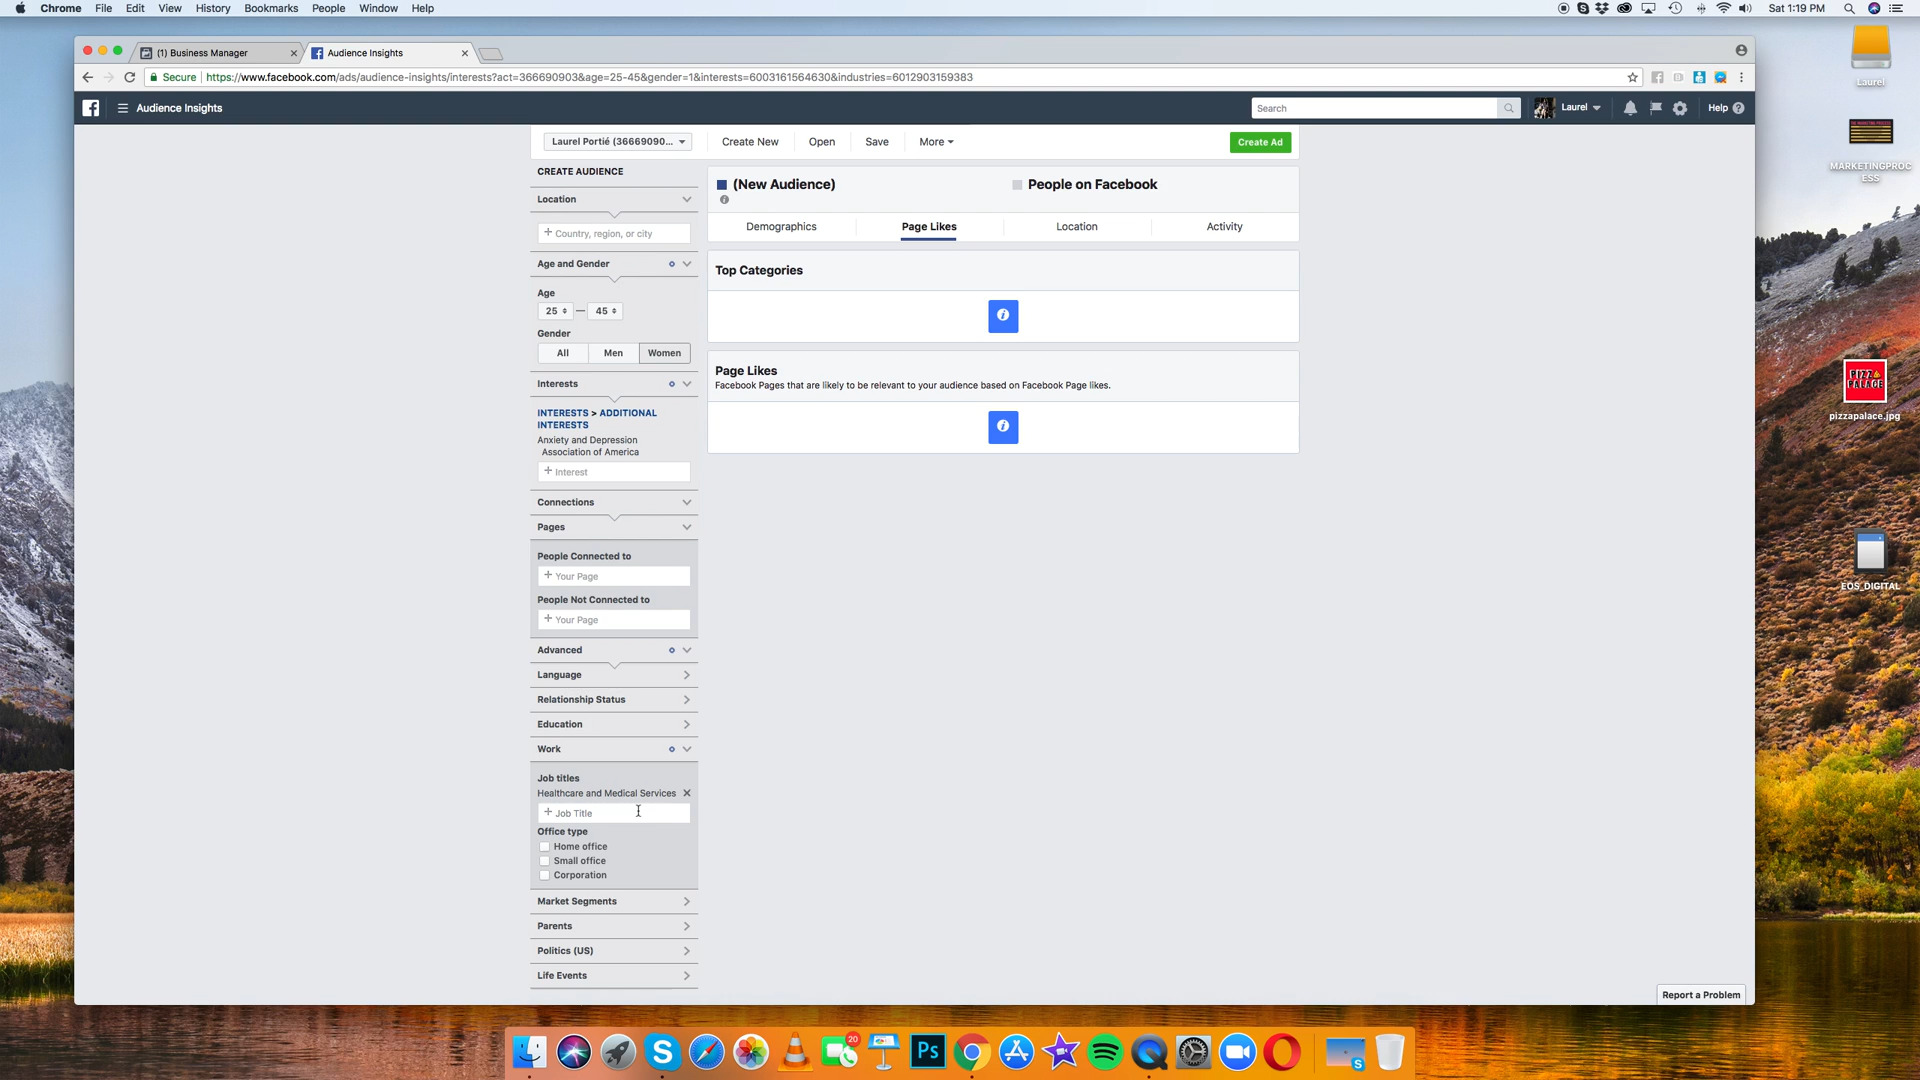 Chrome File Edit View History Bookmarks People Window Help
Sat 1:19 PM
(1) Business Manager
Audience Insights
Secure
https://www.facebook.com/ads/audience-insights/interests?act=366690903&age=25-45&gender=1&interests=6003161564630&industries=6012903159383
Audience Insights
Search
Laurel
Help
Laurel Portié (36669090...
Create New
Open
Save
More
Create Ad
CREATE AUDIENCE
Location
+ Country, region, or city
Age and Gender
Age
25 — 45
Gender
All Men Women
Interests
INTERESTS > ADDITIONAL
INTERESTS
Anxiety and Depression
Association of America
+ Interest
Connections
Pages
People Connected to
+ Your Page
People Not Connected to
+ Your Page
Advanced
Language
Relationship Status
Education
Work
Job titles
Healthcare and Medical Services
+ Job Title
Office type
Home office
Small office
Corporation
Market Segments
Parents
Politics (US)
Life Events
(New Audience)
People on Facebook
Demographics
Page Likes
Location
Activity
Top Categories
Page Likes
Facebook Pages that are likely to be relevant to your audience based on Facebook Page likes.
Report a Problem
Laurel
MARKETINGPROC
ESS
PIZZA
PALACE
pizzapalace.jpg
EOS_DIGITAL
20
Ps